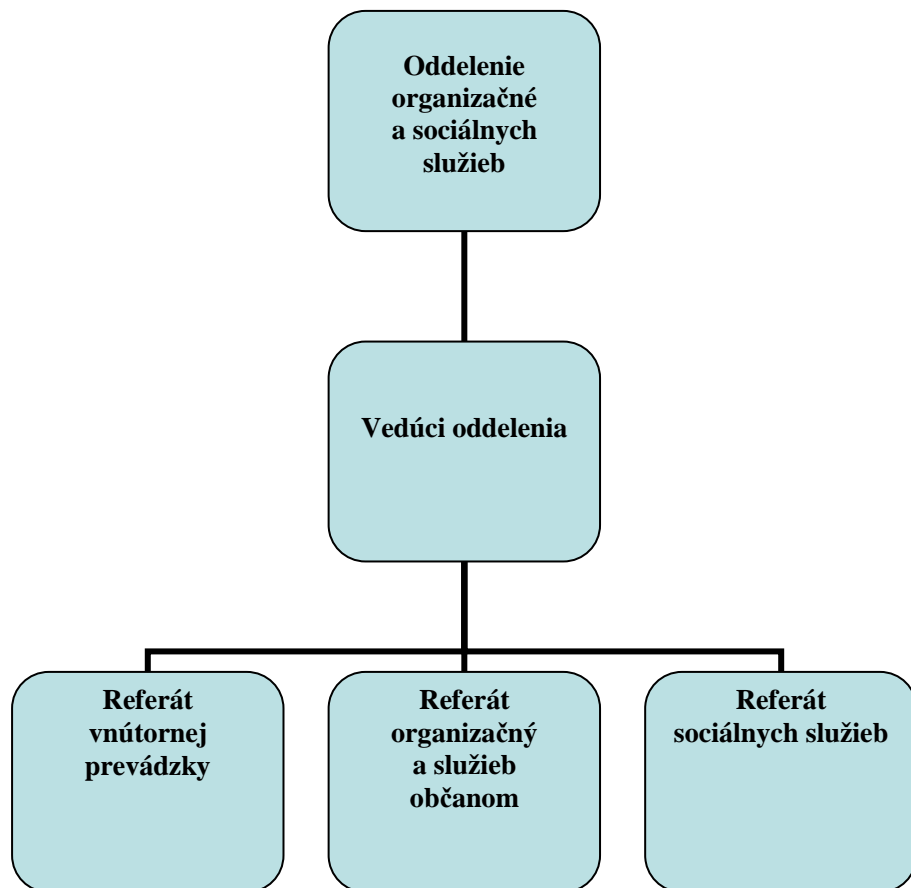 Oddelenie
organizačné
a sociálnych
služieb
Vedúci oddelenia
Referát
vnútornej
prevádzky
Referát
organizačný
a služieb
občanom
Referát
sociálnych služieb